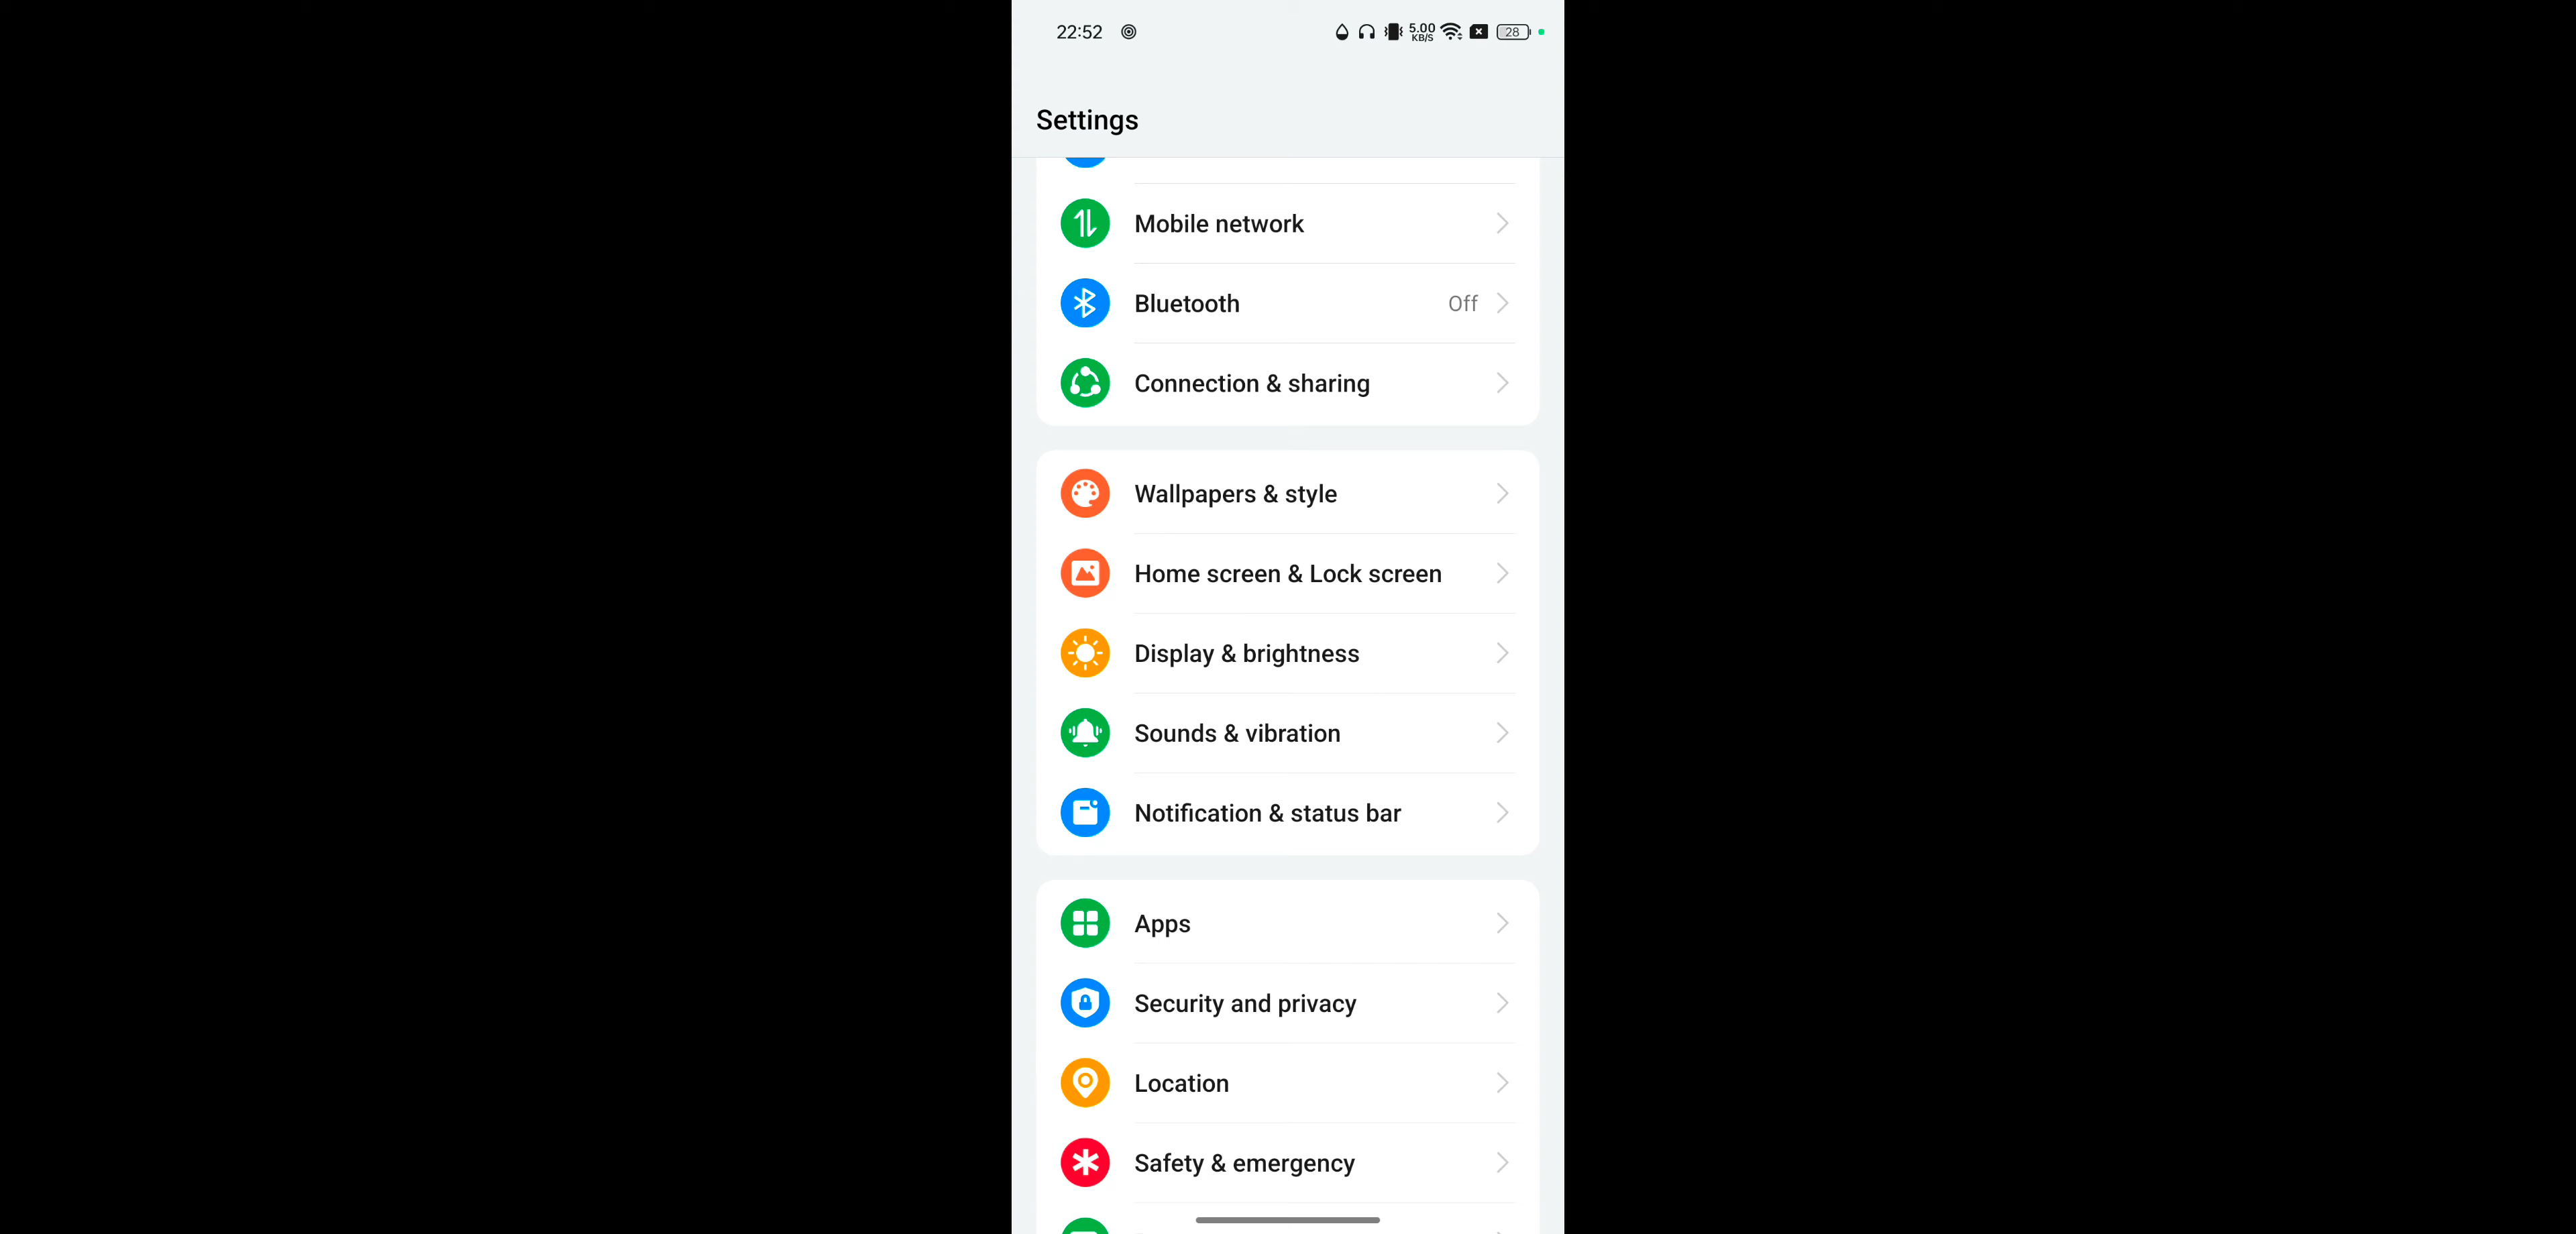 22:52 5.00 KB/S 28
Settings
Mobile network
Bluetooth Off
Connection & sharing
Wallpapers & style
Home screen & Lock screen
Display & brightness
Sounds & vibration
Notification & status bar
Apps
Security and privacy
Location
Safety & emergency